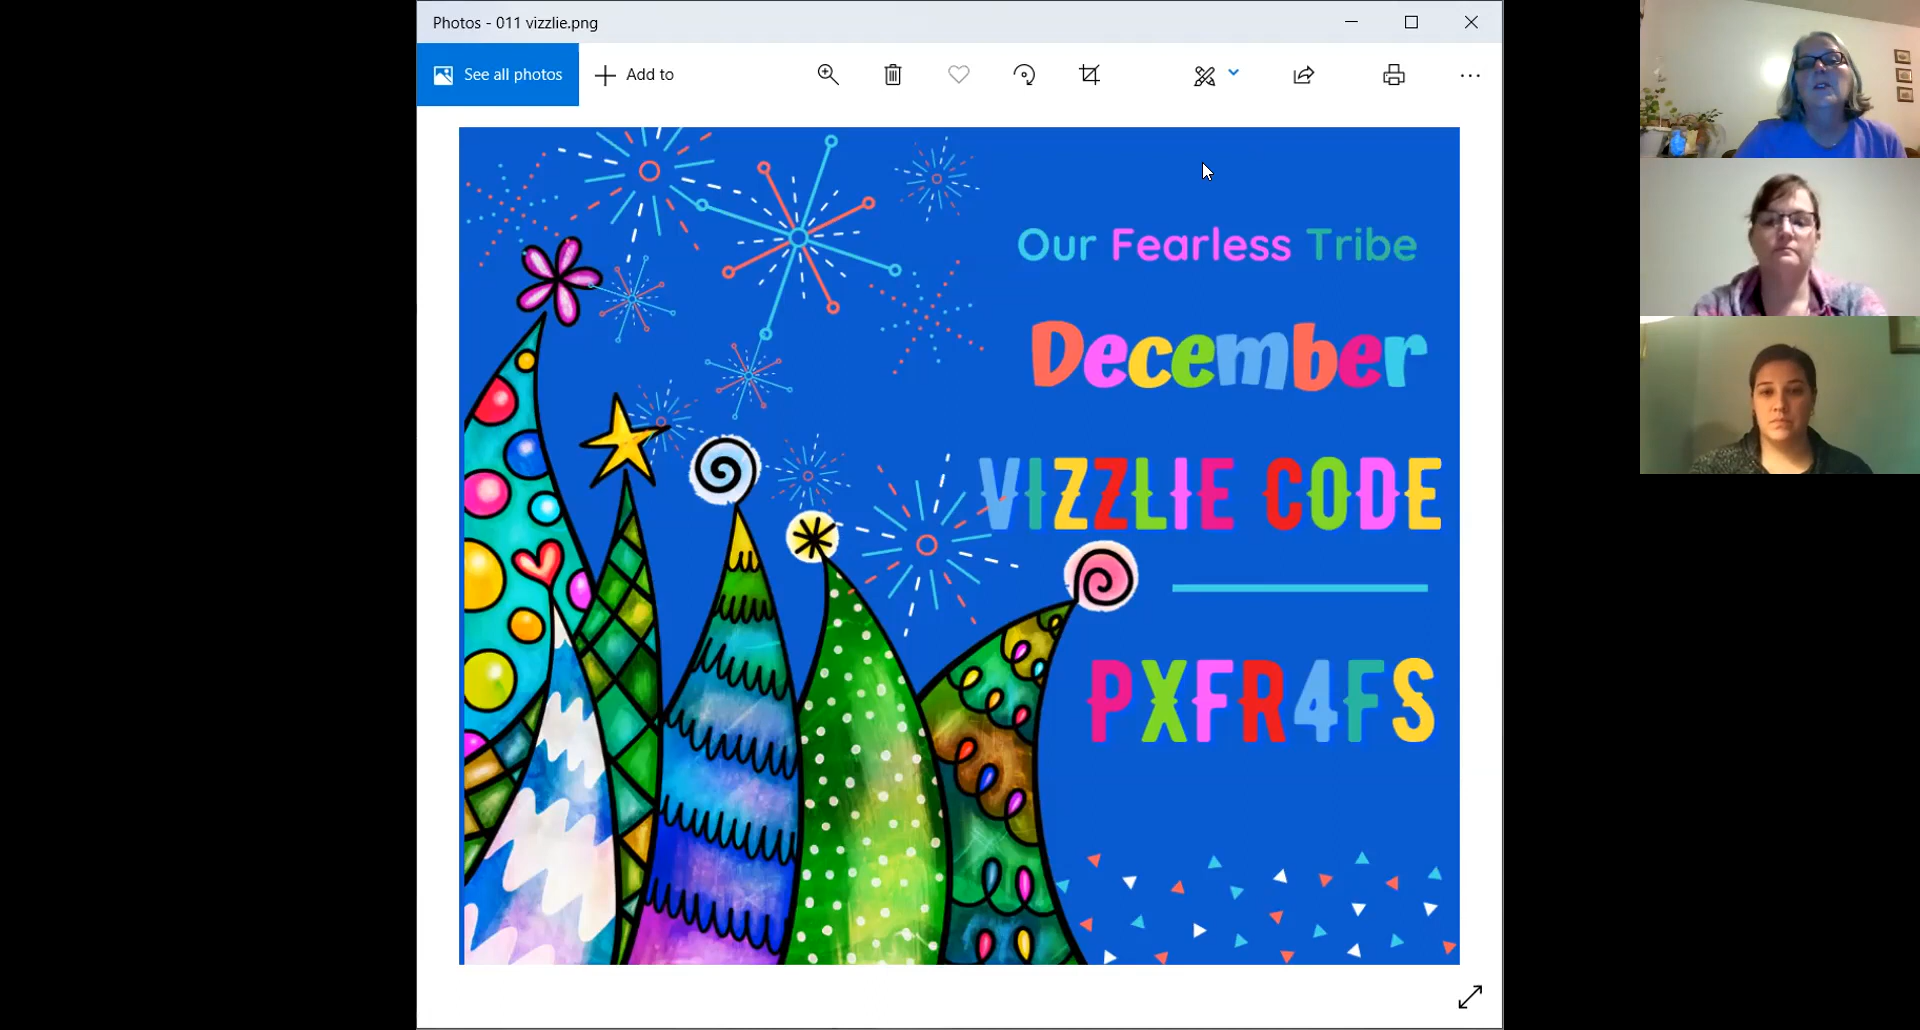 Photos - 011 vizzlie.png
See all photos
Add to
Our Fearless Tribe
December
VIZZLIE CODE
PXFR4FS